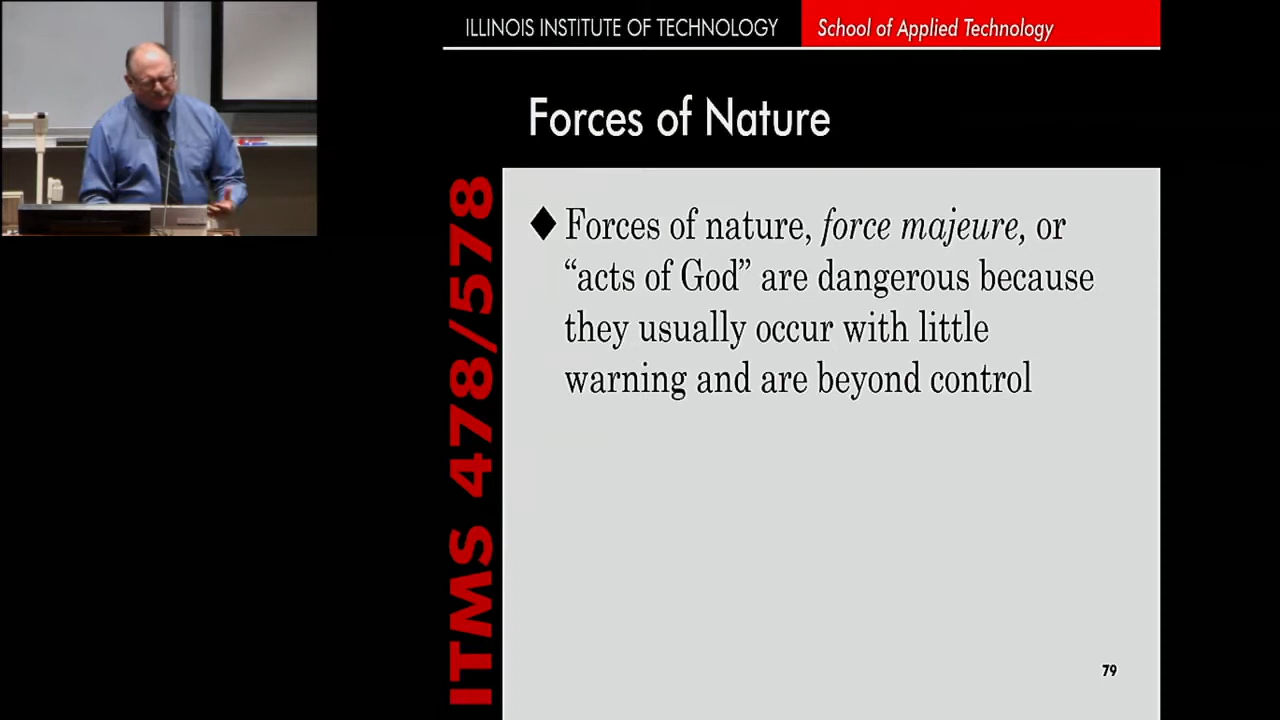 ILLINOIS INSTITUTE OF TECHNOLOGY
School of Applied Technology
Forces of Nature
ITMS 478/578
◆ Forces of nature, force majeure, or
“acts of God” are dangerous because
they usually occur with little
warning and are beyond control
79